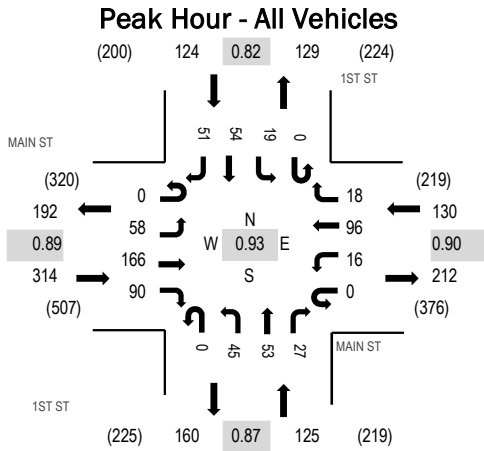 Peak Hour - All Vehicles
(200) 124 0.82 129 (224)
1ST ST
51 54 19 0
MAIN ST
(320) 0 18 (219)
192 58 N 96 130
0.89 W 0.93 E 0.90
314 166 S 16 212
(507) 90 0 (376)
0 45 53 27
MAIN ST
1ST ST
(225) 160 0.87 125 (219)